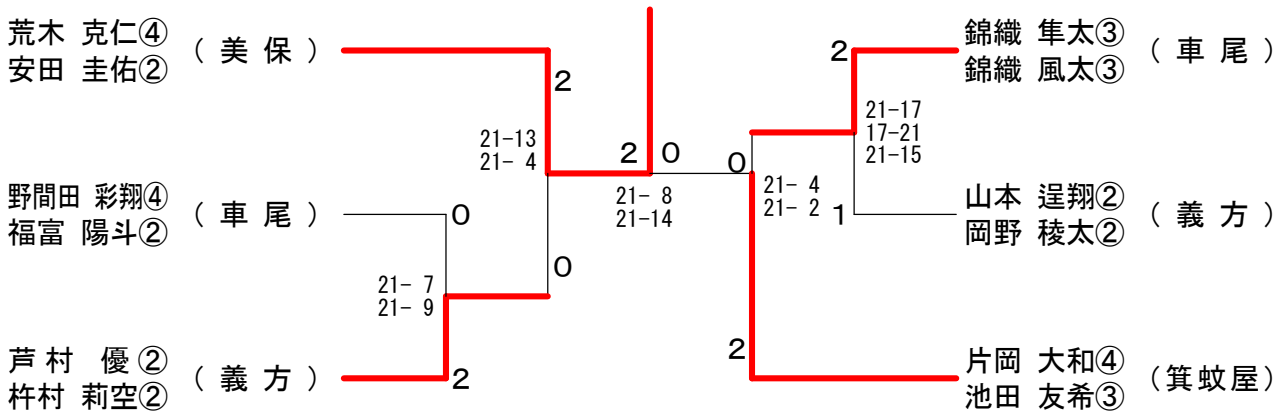 荒木 克仁④
安田 圭佑②
(美保)
2
21-13
21- 4
野間田 彩翔④
福富 陽斗②
(車尾)
0
0
21- 7
21- 9
芦村 優②
杵村 莉空②
(義方)
2
2 0
21- 8
21-14
錦織 隼太③
錦織 風太③
(車尾)
2
21-17
17-21
21-15
0
21- 4
21- 2
1
山本 逞翔②
岡野 稜太②
(義方)
2
片岡 大和④
池田 友希③
(箕蚊屋)